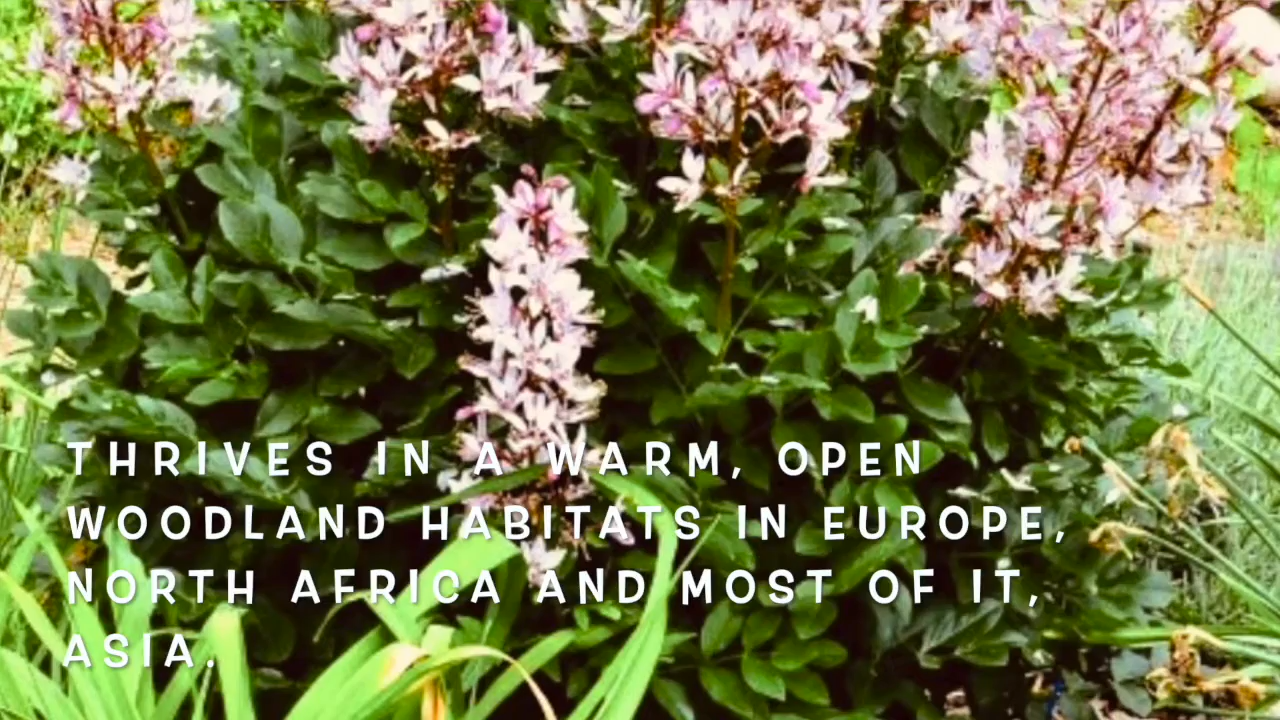 THRIVES IN A WARM, OPEN
WOODLAND HABITATS IN EUROPE,
NORTH AFRICA AND MOST OF IT,
ASIA.